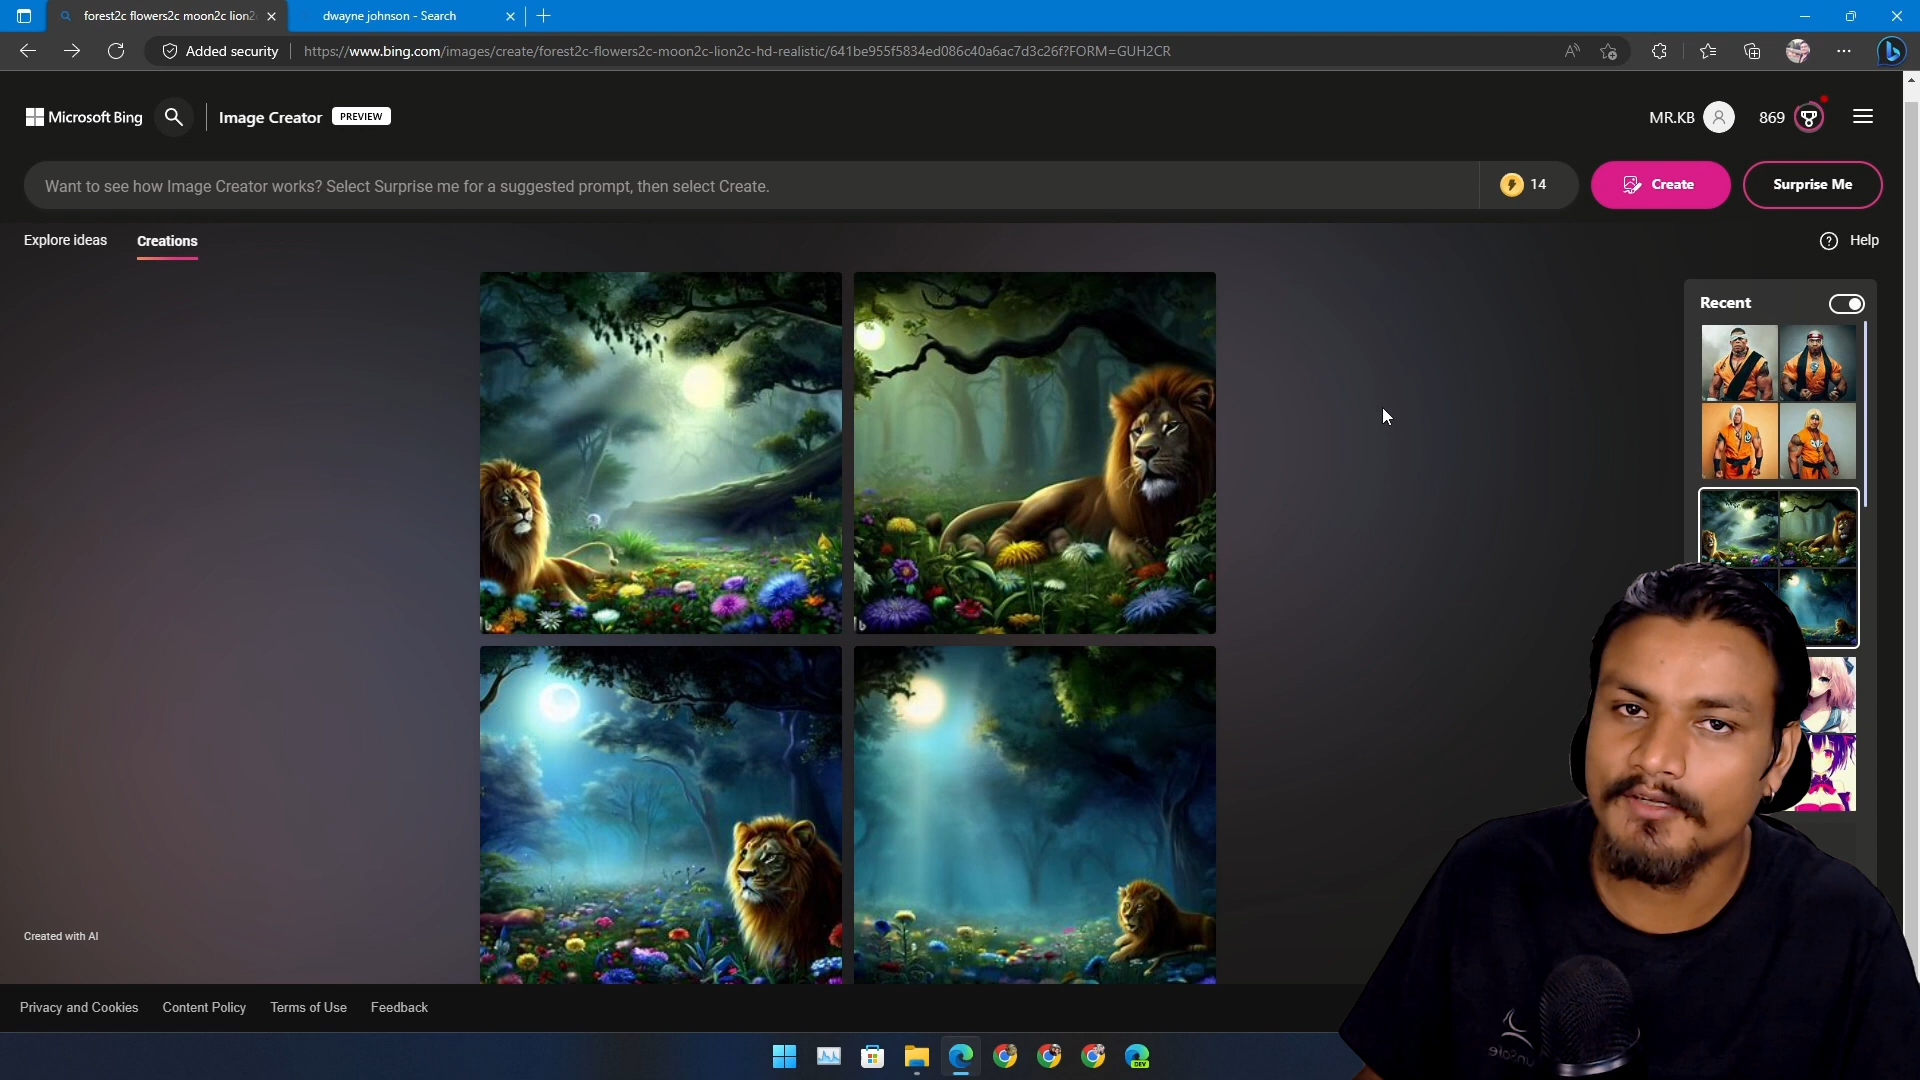 forest2c flowers2c moon2c lion2c
dwayne johnson - Search
Added security
https://www.bing.com/images/create/forest2c-flowers2c-moon2c-lion2c-hd-realistic/641be955f5834ed086c40a6ac7d3c26f?FORM=GUH2CR
Microsoft Bing
Image Creator
PREVIEW
MR.KB
869
Want to see how Image Creator works? Select Surprise me for a suggested prompt, then select Create.
14
Create
Surprise Me
Explore ideas
Creations
Help
Recent
Created with AI
Privacy and Cookies
Content Policy
Terms of Use
Feedback
DEV
unsafe